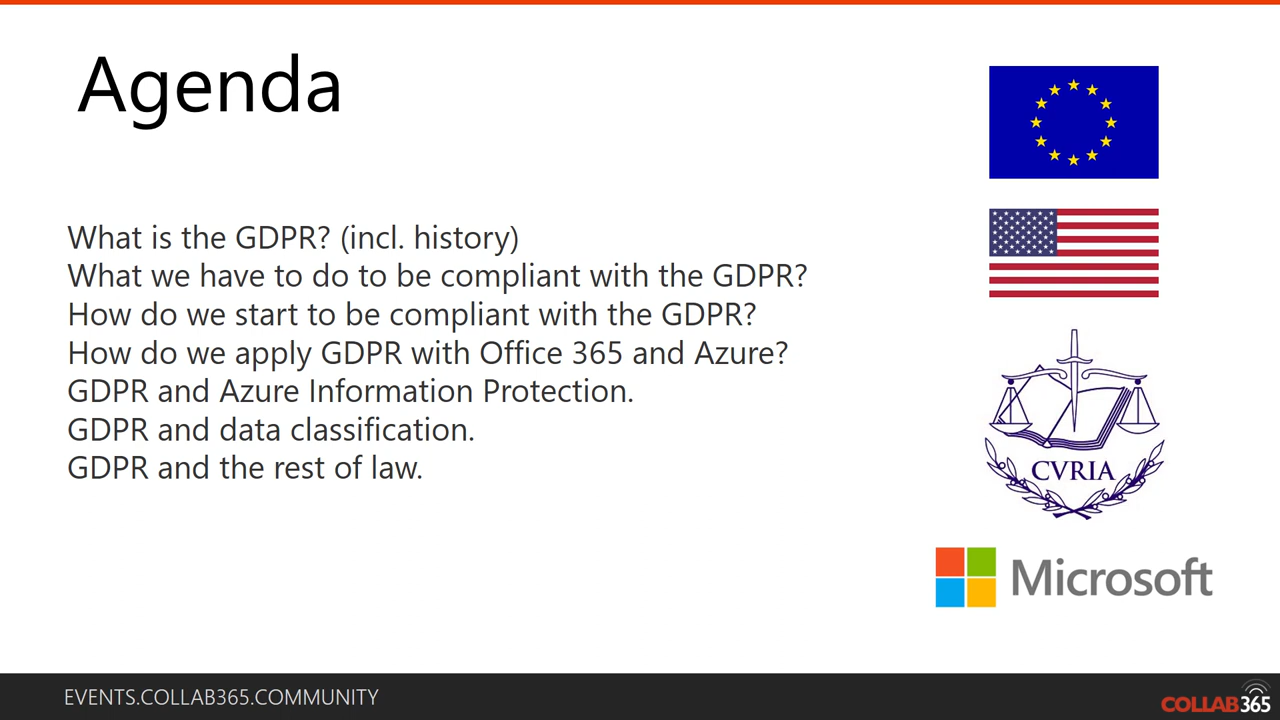 Agenda
What is the GDPR? (incl. history)
What we have to do to be compliant with the GDPR?
How do we start to be compliant with the GDPR?
How do we apply GDPR with Office 365 and Azure?
GDPR and Azure Information Protection.
GDPR and data classification.
GDPR and the rest of law.
CVRIA
Microsoft
EVENTS.COLLAB365.COMMUNITY
COLLAB365